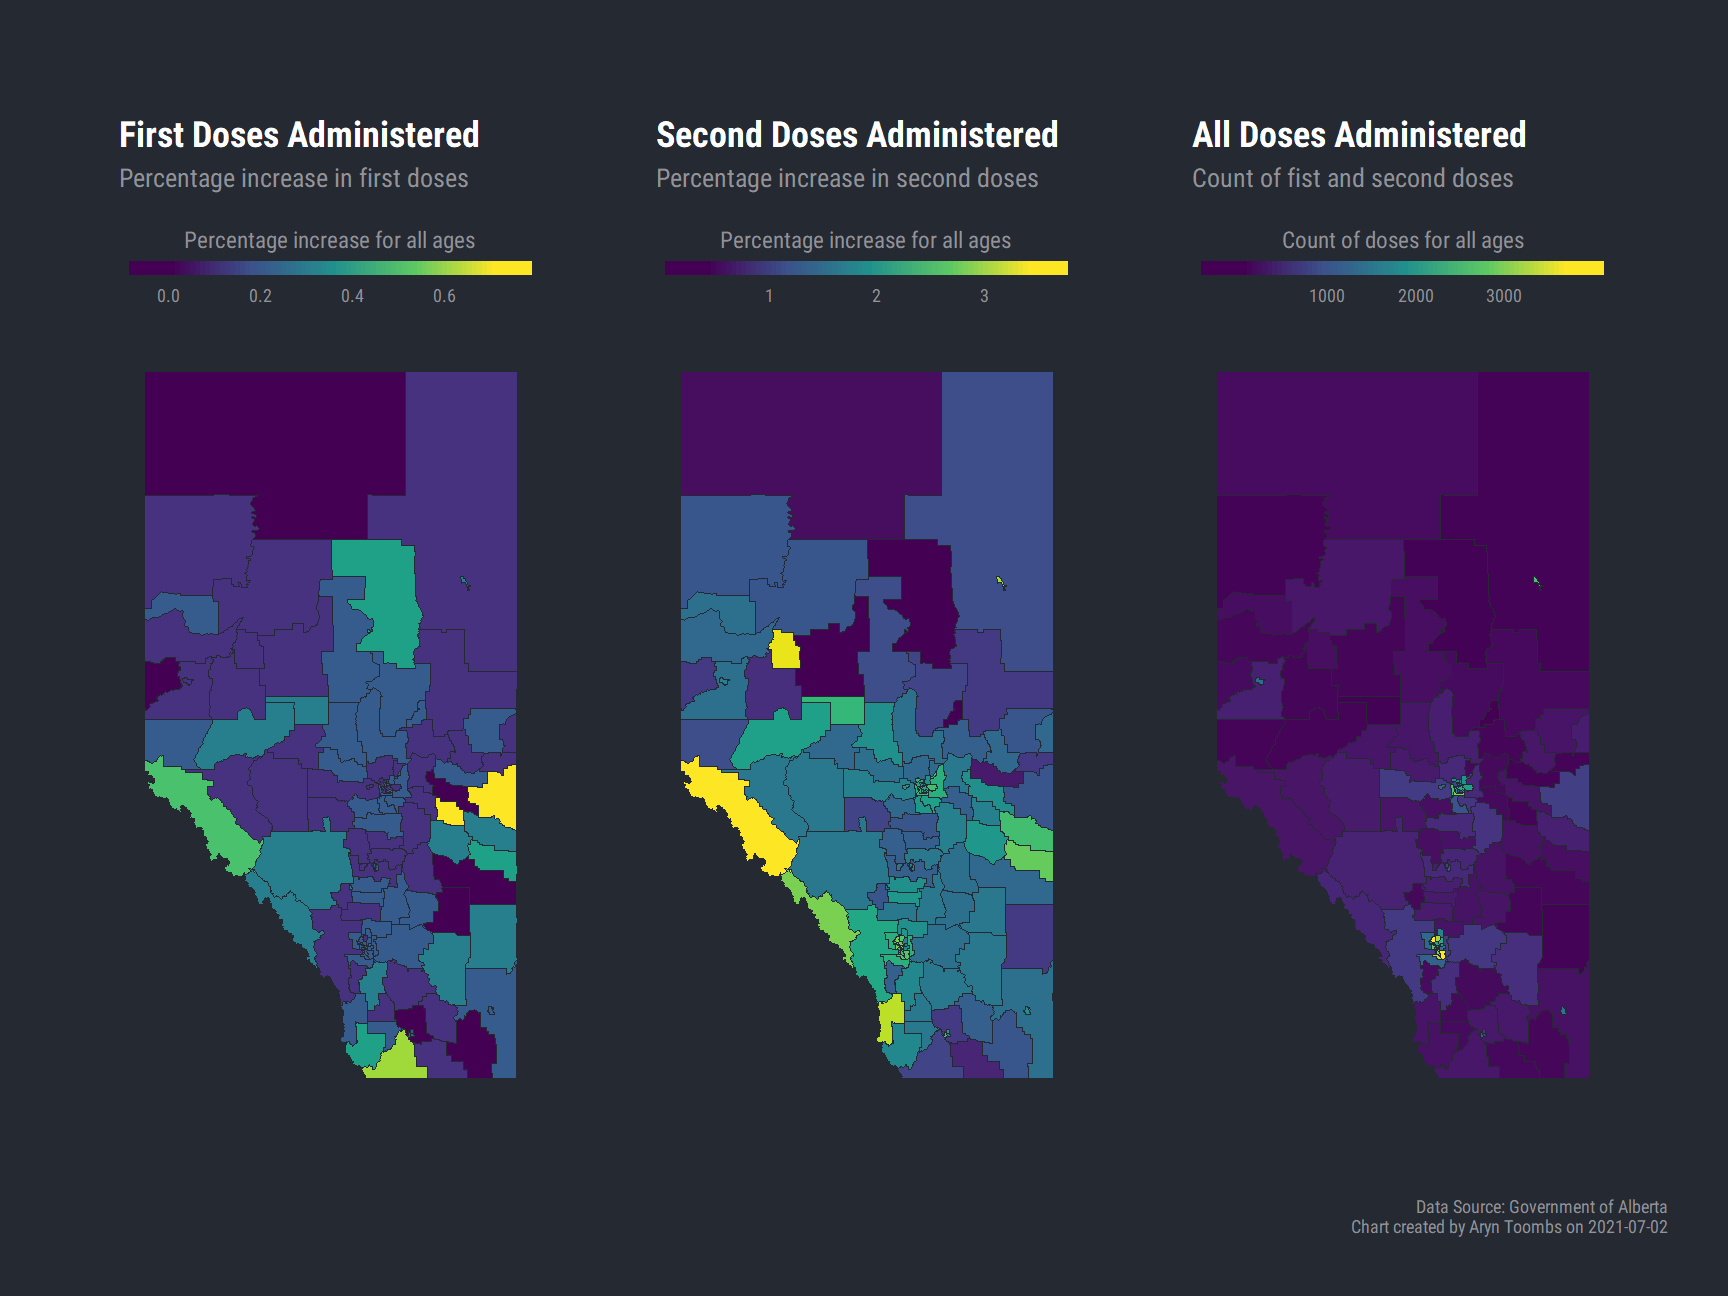 First Doses Administered
Percentage increase in first doses
Percentage increase for all ages
0.0 0.2 0.4 0.6
Second Doses Administered
Percentage increase in second doses
Percentage increase for all ages
1 2 3
All Doses Administered
Count of fist and second doses
Count of doses for all ages
1000 2000 3000
Data Source: Government of Alberta
Chart created by Aryn Toombs on 2021-07-02